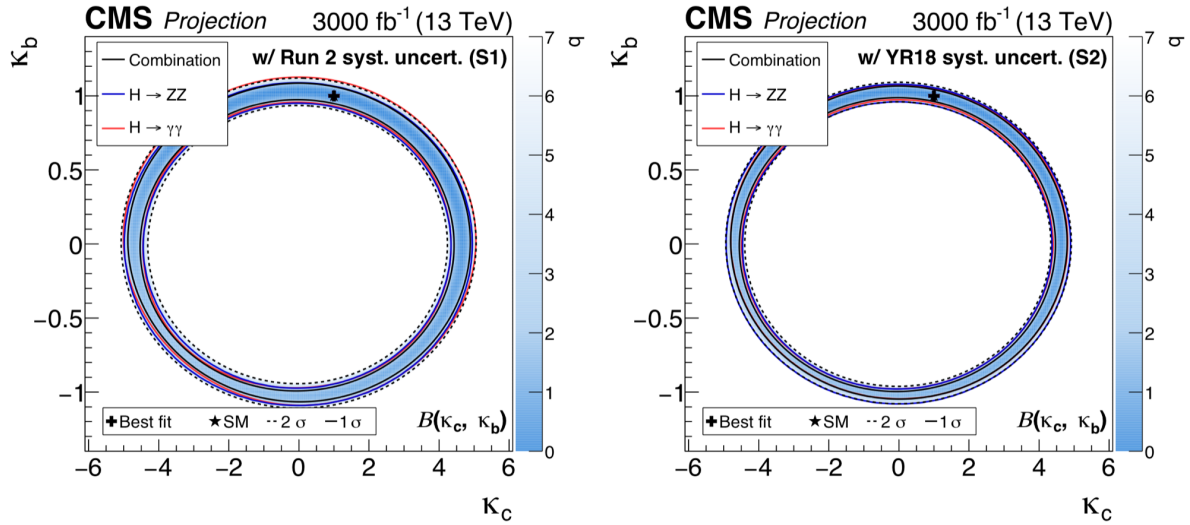 CMS Projection 3000 fb⁻¹ (13 TeV)
κb
w/ Run 2 syst. uncert. (S1)
Combination
H → ZZ
H → γγ
1
0.5
0
−0.5
−1
✚Best fit ★SM -- 2 σ — 1 σ
B(κc, κb)
−6 −4 −2 0 2 4 6
κc
q
7
6
5
4
3
2
1
0
CMS Projection 3000 fb⁻¹ (13 TeV)
κb
w/ YR18 syst. uncert. (S2)
Combination
H → ZZ
H → γγ
1
0.5
0
−0.5
−1
✚Best fit ★SM -- 2 σ — 1 σ
B(κc, κb)
−6 −4 −2 0 2 4 6
κc
q
7
6
5
4
3
2
1
0